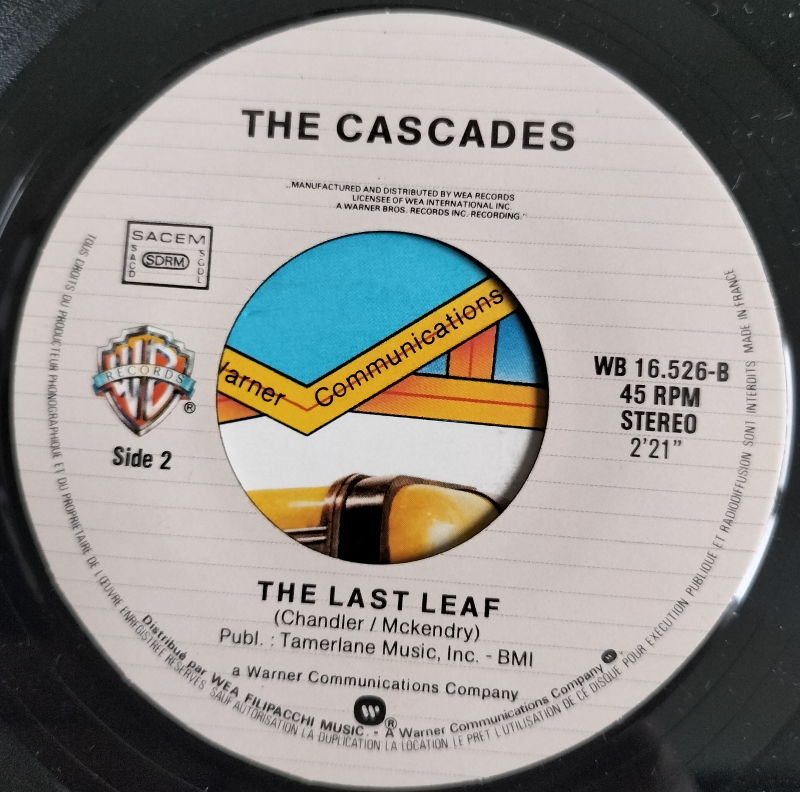 THE CASCADES
„MANUFACTURED AND DISTRIBUTED BY WEA RECORDS
LICENSEE OF WEA INTERNATIONAL INC.
A WARNER BROS. RECORDS INC. RECORDING."
SACEM
SACD
SDRM
SGDL
WB
RECORDS
®
Side 2
Warner Communications
WB 16.526-B
45 RPM
STEREO
2'21"
THE LAST LEAF
(Chandler / Mckendry)
Publ. : Tamerlane Music, Inc. - BMI
a Warner Communications Company
Distribué par WEA FILIPACCHI MUSIC. - A Warner Communications Company
®
TOUS DROITS DU PRODUCTEUR PHONOGRAPHIQUE ET DU PROPRIETAIRE DE L'ŒUVRE ENREGISTREE RESERVES SAUF AUTORISATION LA DUPLICATION LA LOCATION LE PRET L'UTILISATION DE CE DISQUE POUR EXECUTION PUBLIQUE ET RADIODIFFUSION SONT INTERDITS MADE IN FRANCE